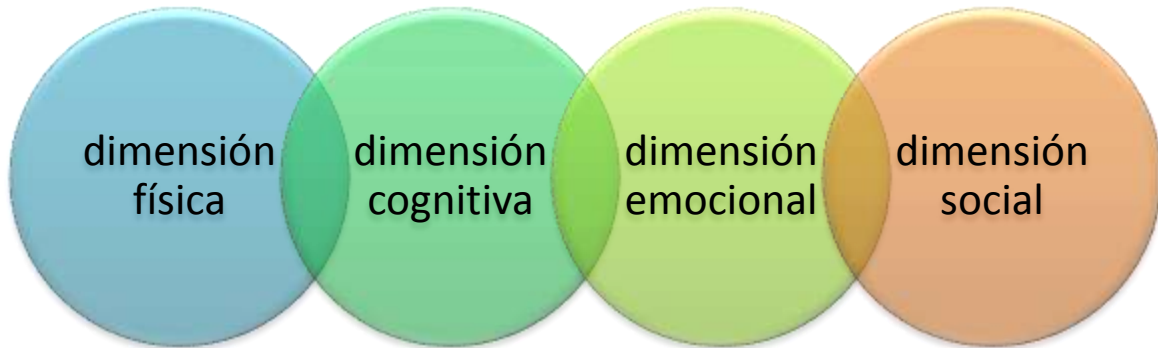 dimensión
física
dimensión
cognitiva
dimensión
emocional
dimensión
social